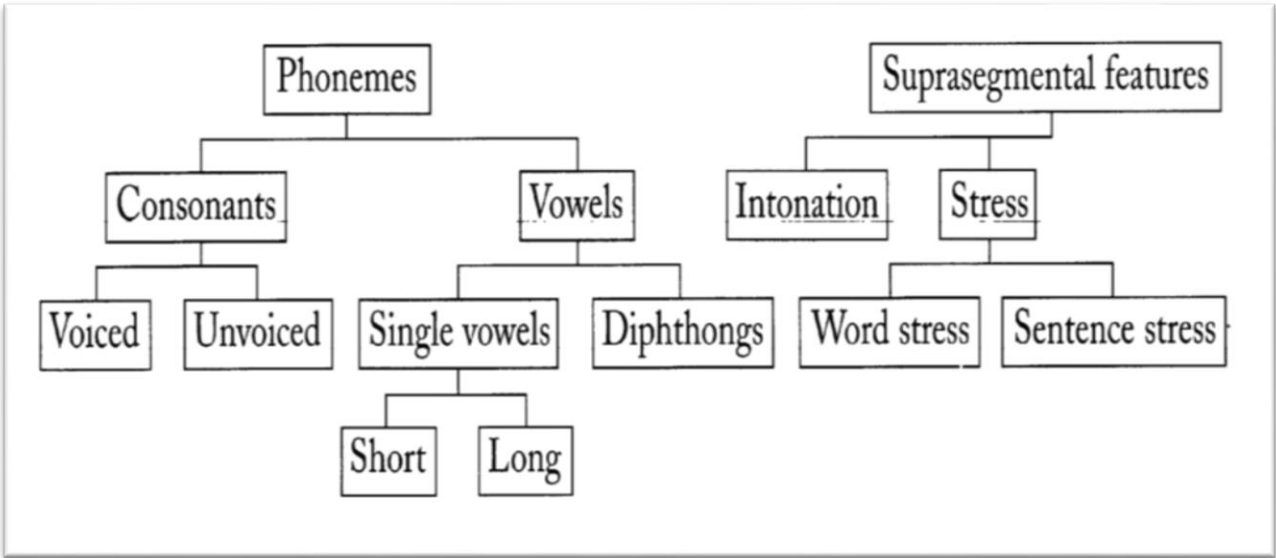 Phonemes
Suprasegmental features
Consonants
Vowels
Intonation
Stress
Voiced
Unvoiced
Single vowels
Diphthongs
Word stress
Sentence stress
Short
Long